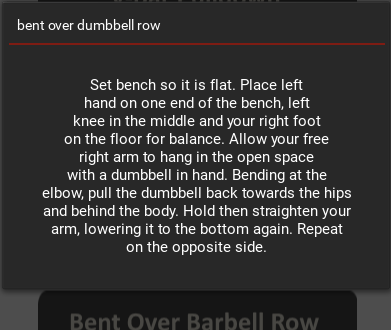 bent over dumbbell row
Set bench so it is flat. Place left
hand on one end of the bench, left
knee in the middle and your right foot
on the floor for balance. Allow your free
right arm to hang in the open space
with a dumbbell in hand. Bending at the
elbow, pull the dumbbell back towards the hips
and behind the body. Hold then straighten your
arm, lowering it to the bottom again. Repeat
on the opposite side.
Bent Over Barbell Row